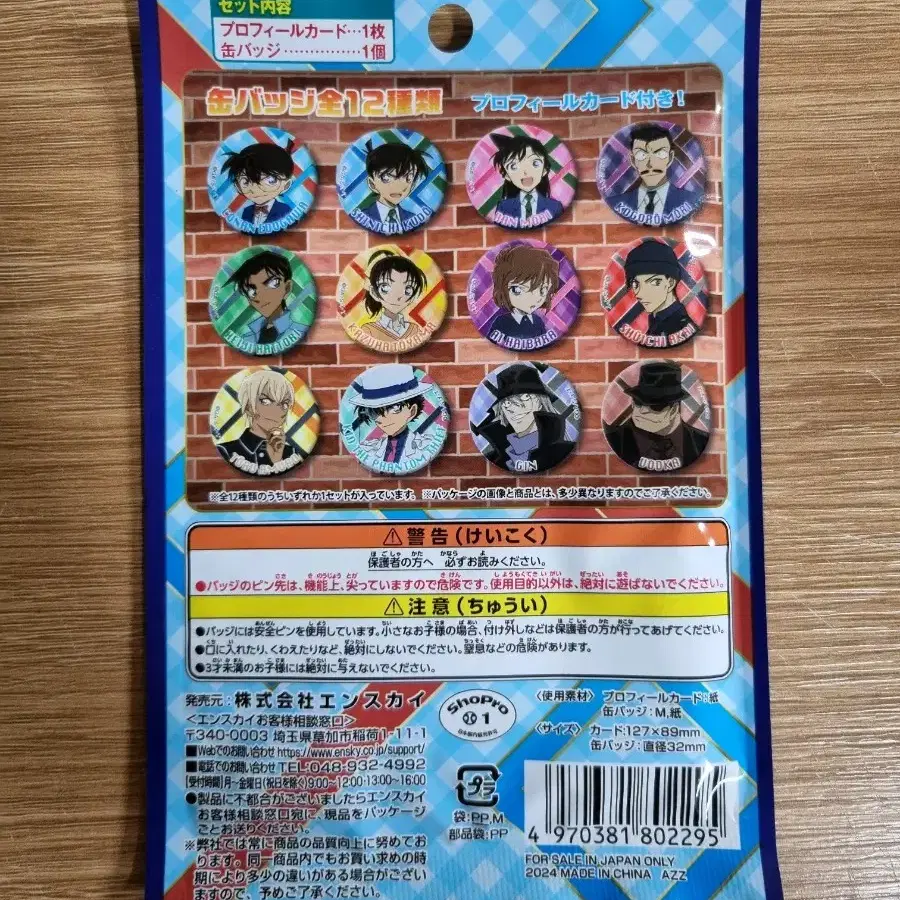 セット内容
プロフィールカード…1枚
缶バッジ……………1個
缶バッジ全12種類
プロフィールカード付き!
CONAN EDOGAWA
SHINICHI KUDO
RAN MORI
KOGORO MORI
HEIJI HATTORI
KAZUHA TOYAMA
AI HAIBARA
SHUICHI AKAI
TORU AMURO
KID THE PHANTOM THIEF
GIN
VODKA
※全12種類のうちいずれか1セットが入っています。 ※パッケージの画像と商品とは、多少異なりますのでご了承ください。
⚠警告(けいこく)
保護者の方へ 必ずお読みください。
●バッジのピン先は、機能上、尖っていますので危険です。使用目的以外は、絶対に遊ばないでください。
⚠注意(ちゅうい)
●バッジには安全ピンを使用しています。小さなお子様の場合、付け外しなどは保護者の方が行ってあげてください。
●口に入れたり、くわえたりなど、絶対にしないでください。窒息などの危険があります。
●3才未満のお子様には絶対に与えないでください。
発売元:株式会社エンスカイ
<エンスカイお客様相談窓口>
〒340-0003 埼玉県草加市稲荷1-11-1
■Webでのお問い合わせ https://www.ensky.co.jp/support/
■お電話でのお問い合わせ TEL.048-932-4992
[受付時間]月~金曜日(祝日を除く)9:00~12:00・13:00~16:00
●製品に不都合がございましたらエンスカイ
お客様相談窓口宛に、現品をパッケージ
ごとお送りください。
※弊社では常に商品の品質向上に努めてお
ります。同一商品内でもお買い求めの時
期により多少の違いがある場合がござい
ますので、予めご了承ください。
ShoPro
1
<使用素材> プロフィールカード:紙
缶バッジ:M,紙
<サイズ> カード:127×89mm
缶バッジ:直径32mm
プラ
袋:PP,M
部品袋:PP
4 970381 802295
FOR SALE IN JAPAN ONLY
2024 MADE IN CHINA AZZ